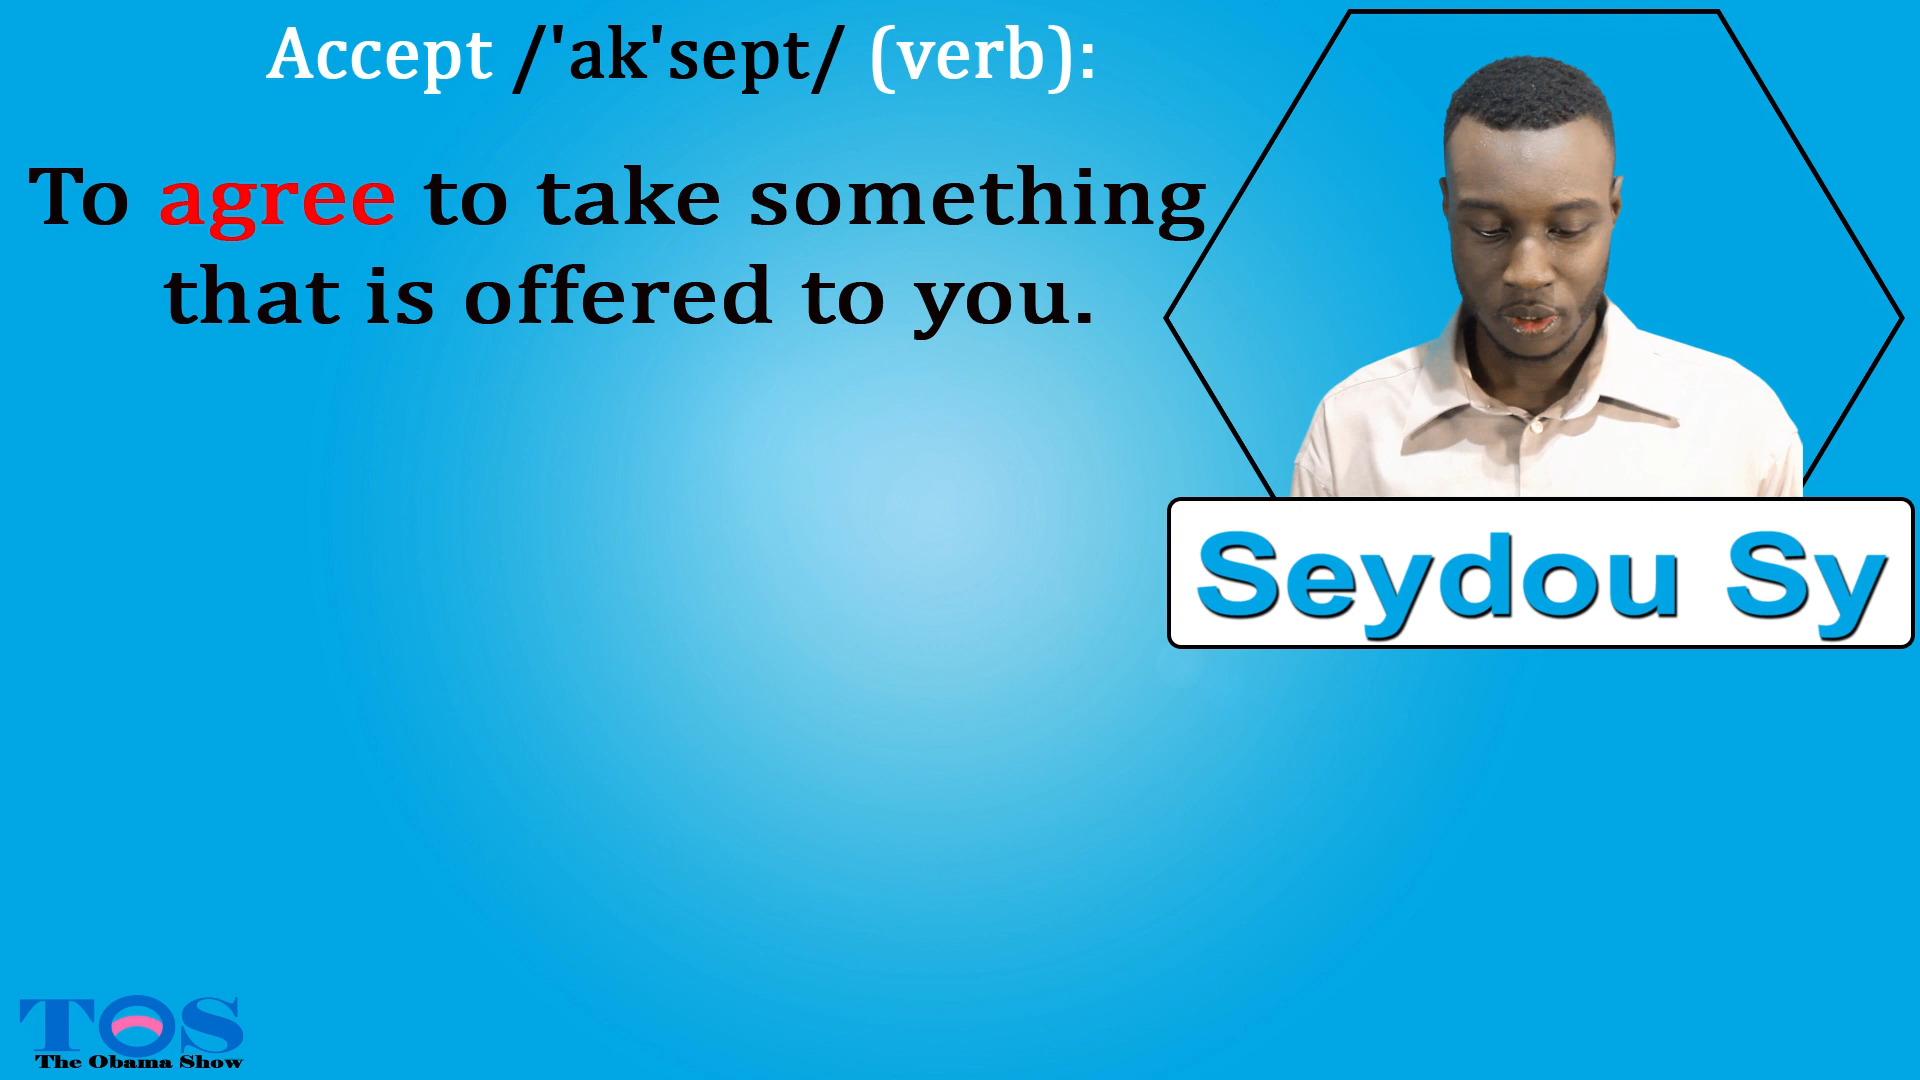 Accept /'ak'sept/ (verb):
To agree to take something
that is offered to you.
Seydou Sy
TOS
The Obama Show